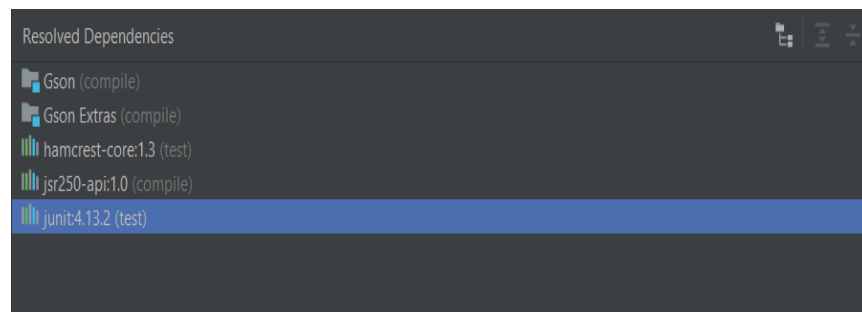 Resolved Dependencies
Gson (compile)
Gson Extras (compile)
hamcrest-core:1.3 (test)
jsr250-api:1.0 (compile)
junit:4.13.2 (test)